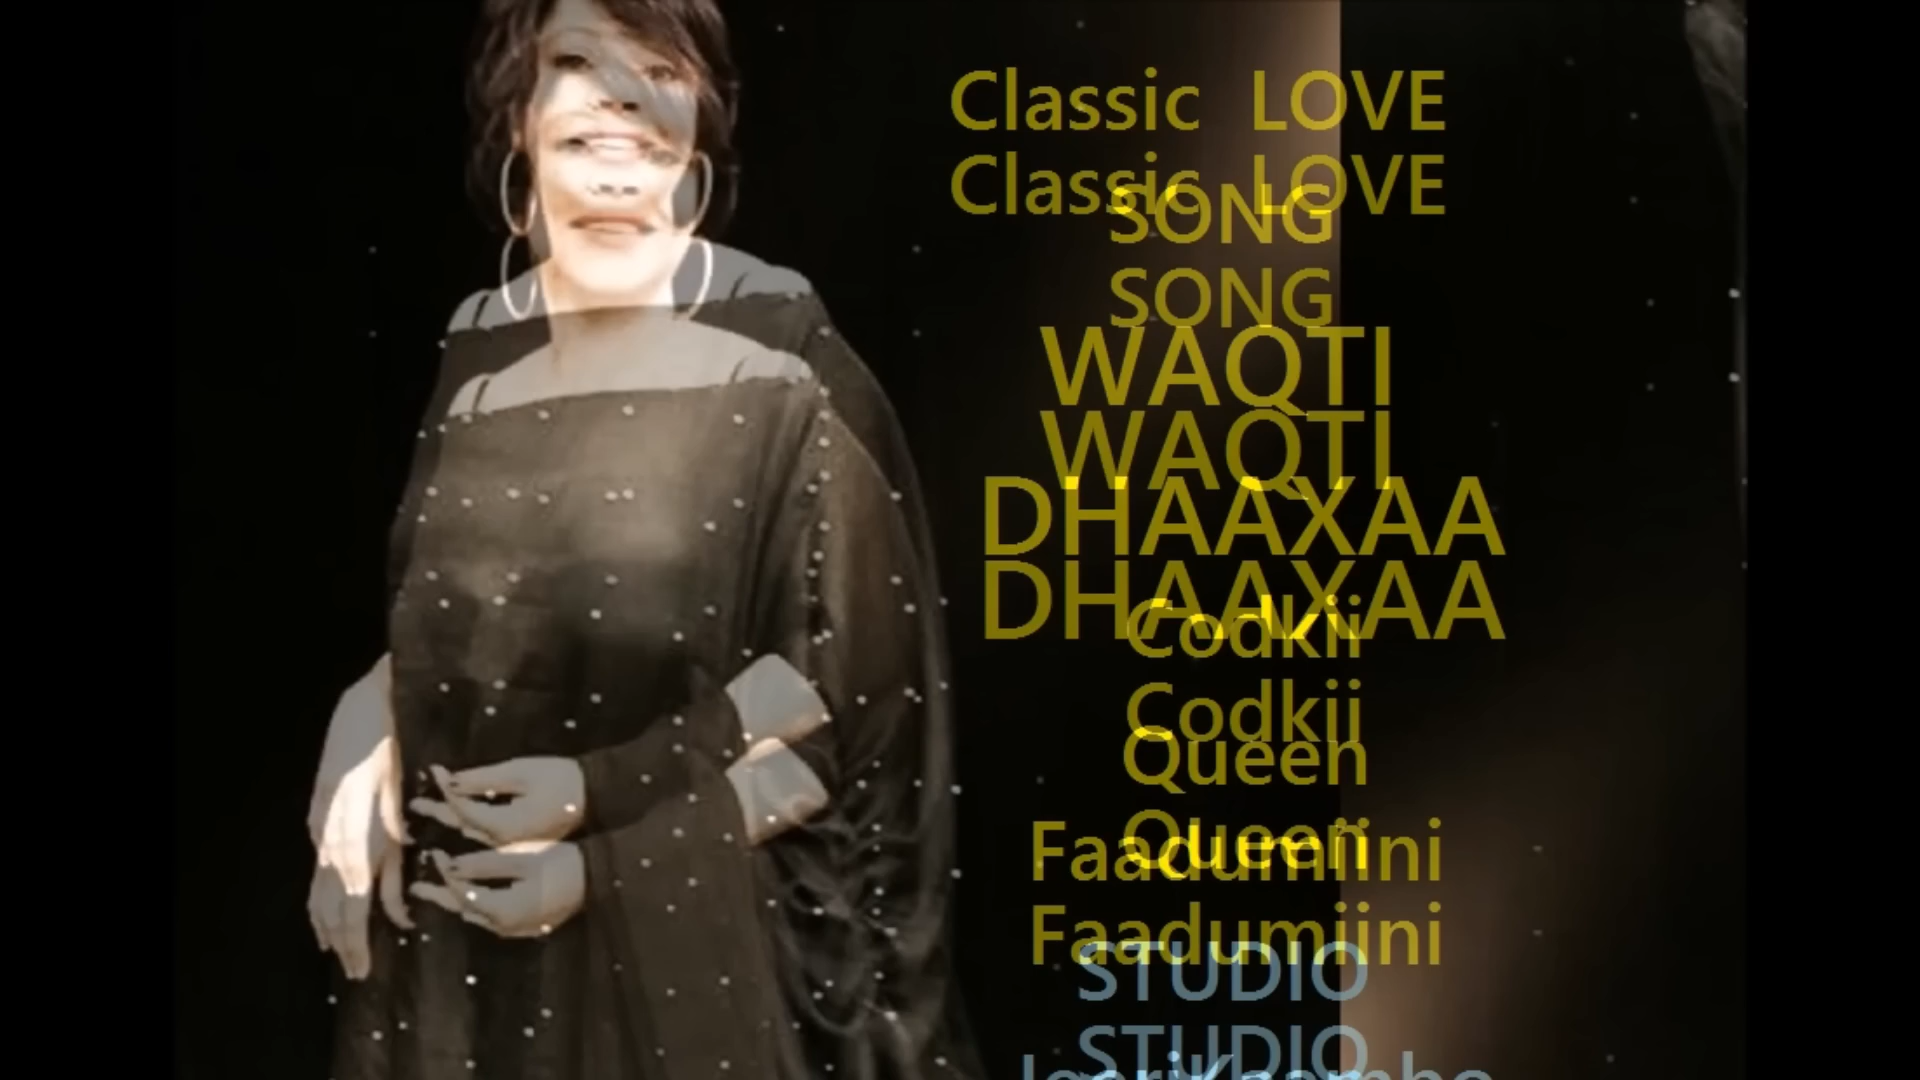 Classic LOVE
Classic LOVE
SONG
SONG
WAQTI
WAQTI
DHAAXAA
DHAAXAA
Codkii
Codkii
Queen
Queen
Faadumiini
Faadumiini
STUDIO
STUDIO